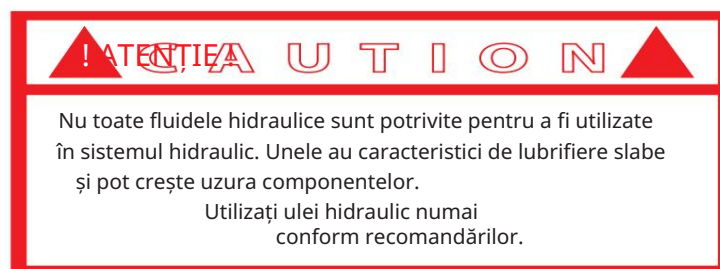 ! ATENȚIE! CAUTION
Nu toate fluidele hidraulice sunt potrivite pentru a fi utilizate
în sistemul hidraulic. Unele au caracteristici de lubrifiere slabe
și pot crește uzura componentelor.
Utilizați ulei hidraulic numai
conform recomandărilor.